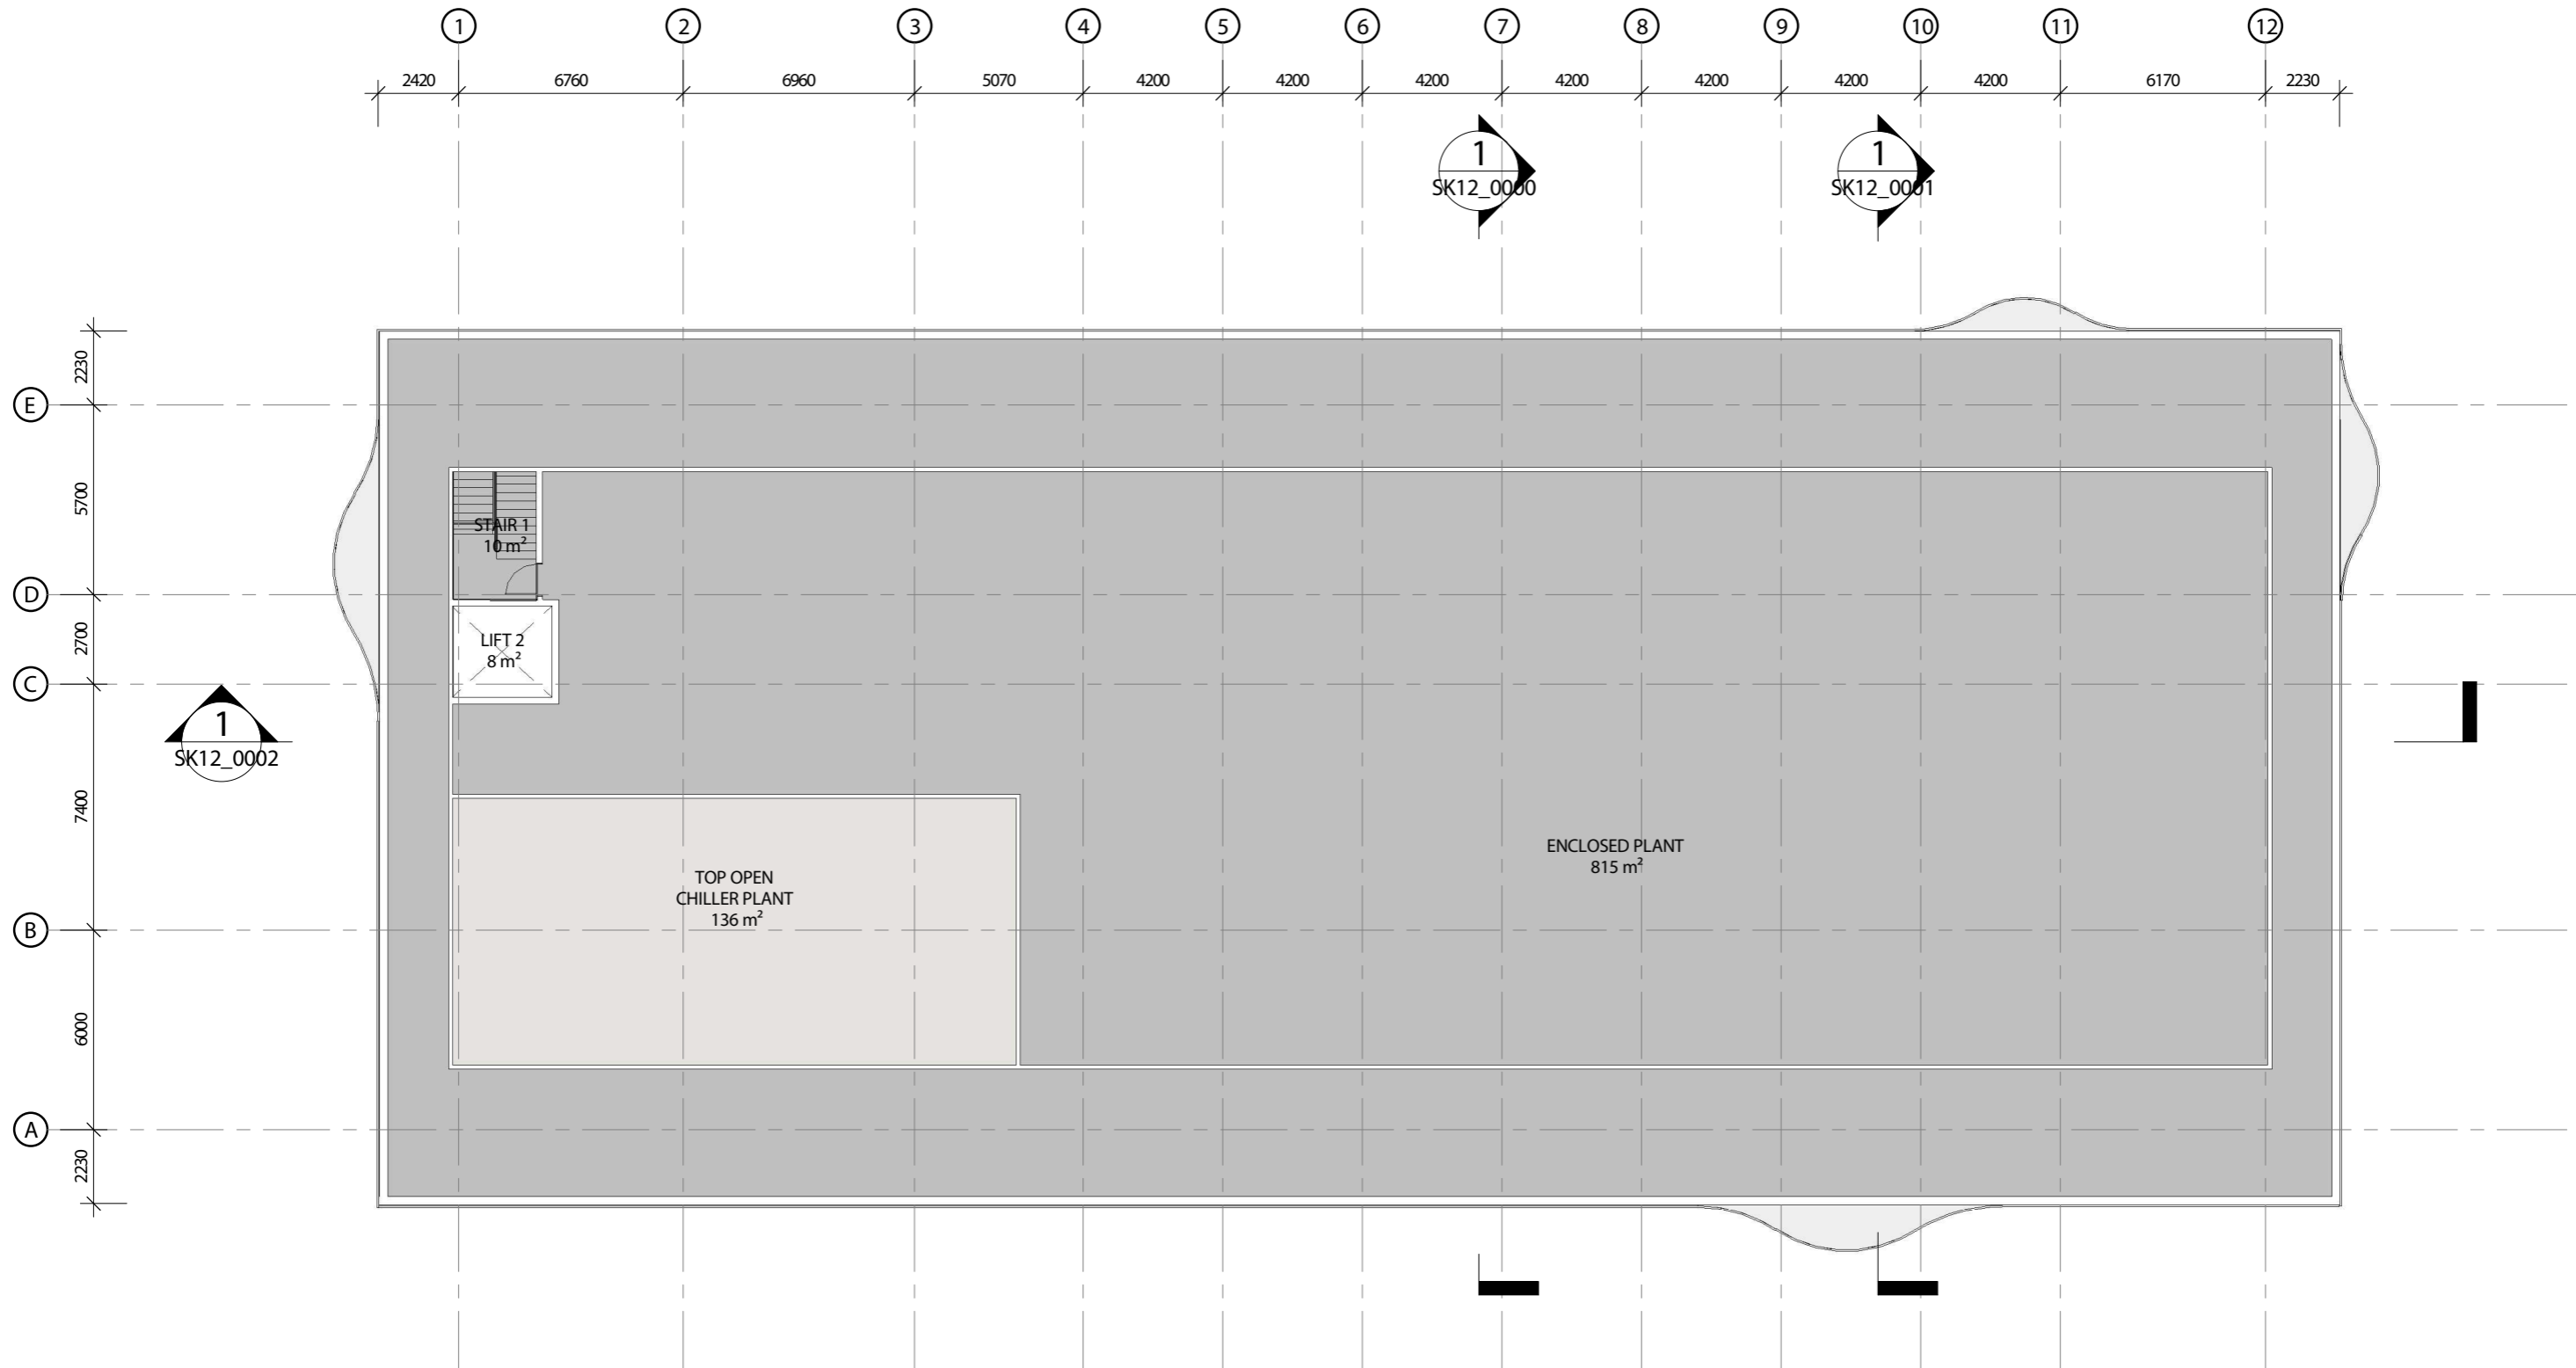 1 2 3 4 5 6 7 8 9 10 11 12
2420 6760 6960 5070 4200 4200 4200 4200 4200 4200 4200 6170 2230
1
SK12_0000
1
SK12_0001
2230
E
5700
D
2700
C
7400
B
6000
A
2230
STAIR 1
10 m²
LIFT 2
8 m²
1
SK12_0002
TOP OPEN
CHILLER PLANT
136 m²
ENCLOSED PLANT
815 m²